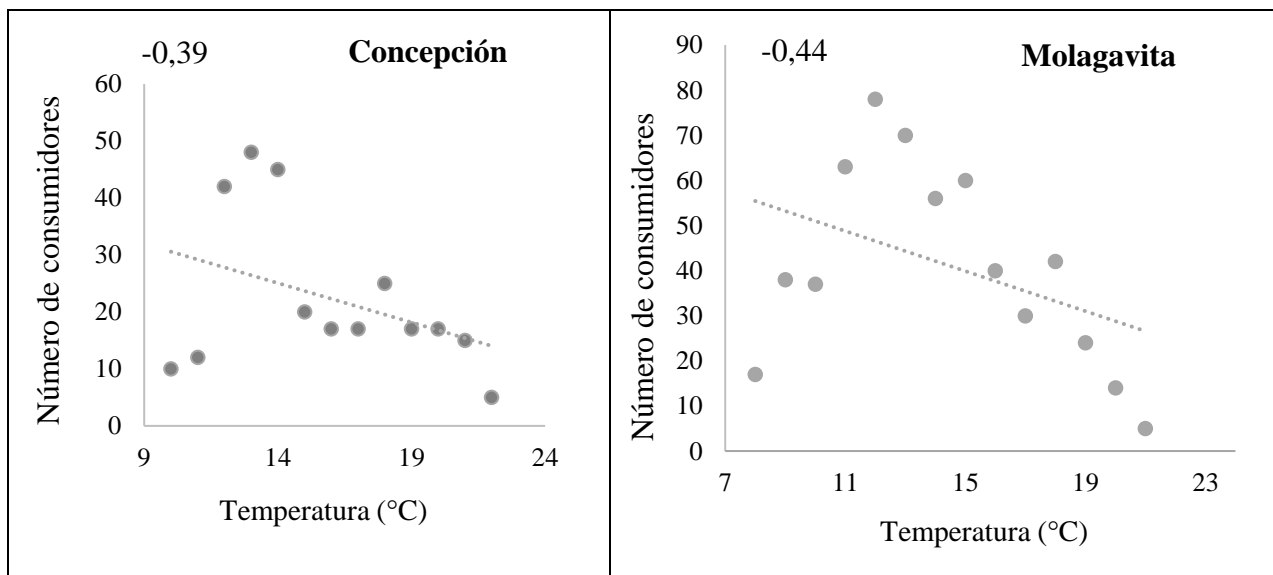 -0,39
Concepción
60
50
40
30
20
10
0
9 14 19 24
Número de consumidores
Temperatura (°C)
-0,44
Molagavita
90
80
70
60
50
40
30
20
10
0
7 11 15 19 23
Número de consumidores
Temperatura (°C)